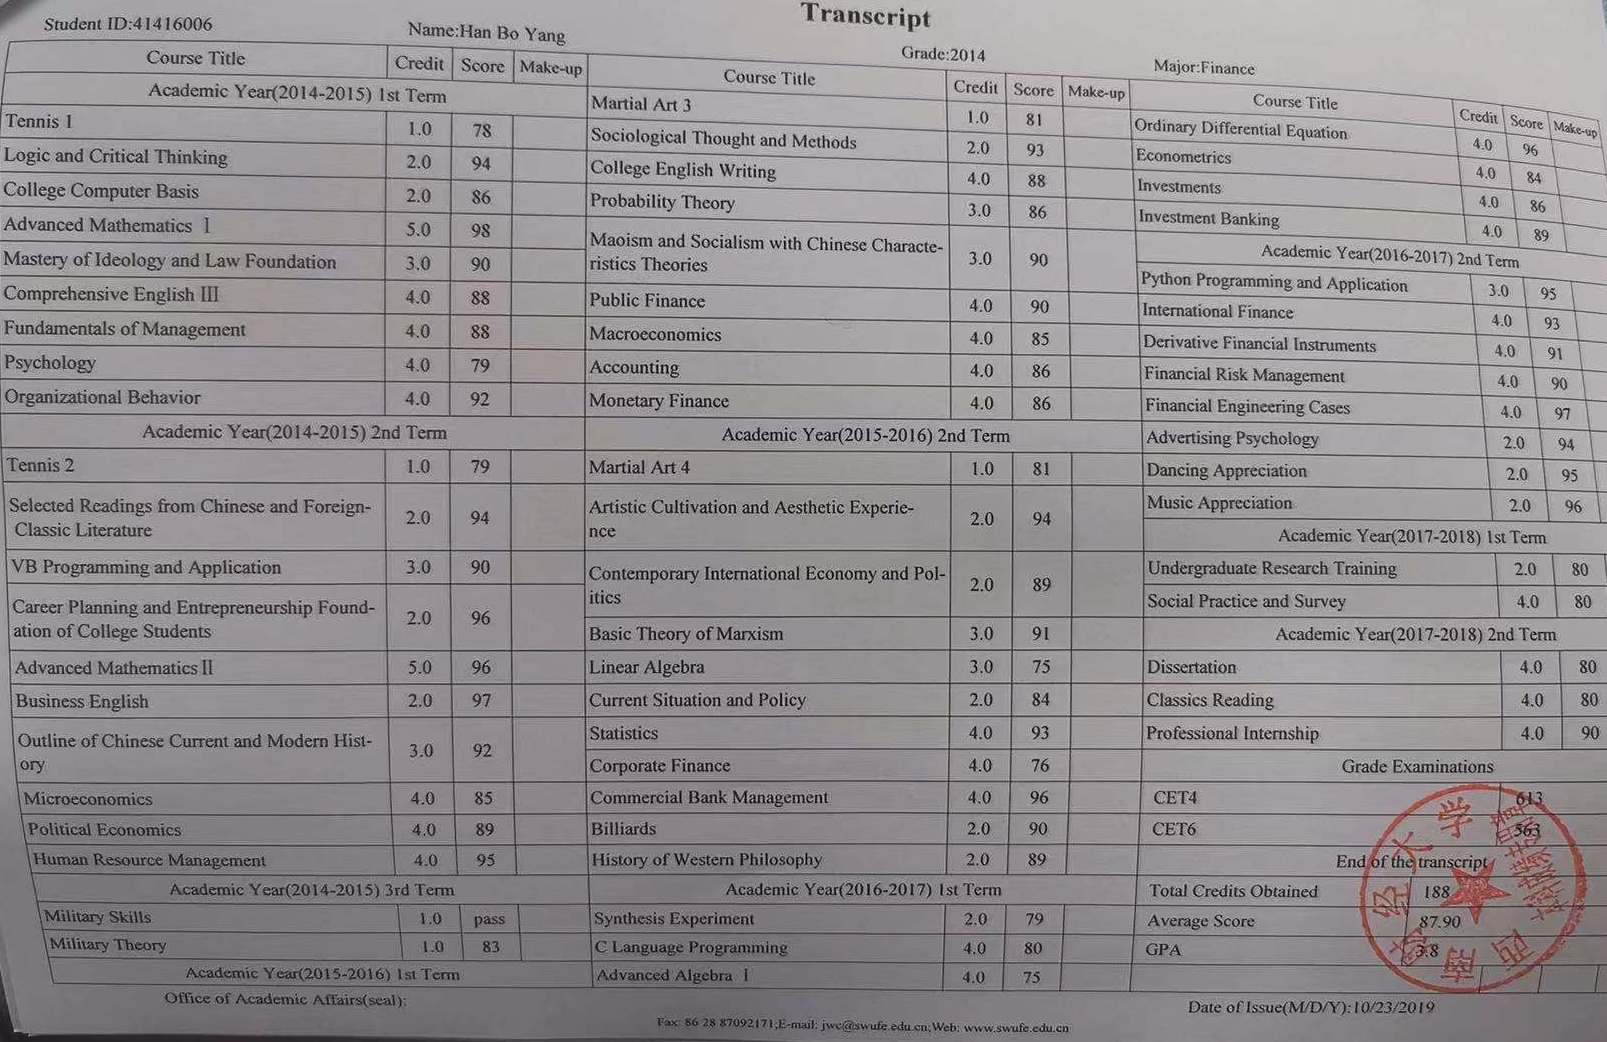 Transcript
Student ID:41416006 Name:Han Bo Yang Grade:2014 Major:Finance
Course Title Credit Score Make-up
Academic Year(2014-2015) 1st Term
Tennis 1 1.0 78
Logic and Critical Thinking 2.0 94
College Computer Basis 2.0 86
Advanced Mathematics Ⅰ 5.0 98
Mastery of Ideology and Law Foundation 3.0 90
Comprehensive English Ⅲ 4.0 88
Fundamentals of Management 4.0 88
Psychology 4.0 79
Organizational Behavior 4.0 92
Academic Year(2014-2015) 2nd Term
Tennis 2 1.0 79
Selected Readings from Chinese and Foreign-
Classic Literature 2.0 94
VB Programming and Application 3.0 90
Career Planning and Entrepreneurship Found-
ation of College Students 2.0 96
Advanced Mathematics Ⅱ 5.0 96
Business English 2.0 97
Outline of Chinese Current and Modern Hist-
ory 3.0 92
Microeconomics 4.0 85
Political Economics 4.0 89
Human Resource Management 4.0 95
Academic Year(2014-2015) 3rd Term
Military Skills 1.0 pass
Military Theory 1.0 83
Academic Year(2015-2016) 1st Term
Course Title Credit Score Make-up
Martial Art 3 1.0 81
Sociological Thought and Methods 2.0 93
College English Writing 4.0 88
Probability Theory 3.0 86
Maoism and Socialism with Chinese Characte-
ristics Theories 3.0 90
Public Finance 4.0 90
Macroeconomics 4.0 85
Accounting 4.0 86
Monetary Finance 4.0 86
Academic Year(2015-2016) 2nd Term
Martial Art 4 1.0 81
Artistic Cultivation and Aesthetic Experie-
nce 2.0 94
Contemporary International Economy and Pol-
itics 2.0 89
Basic Theory of Marxism 3.0 91
Linear Algebra 3.0 75
Current Situation and Policy 2.0 84
Statistics 4.0 93
Corporate Finance 4.0 76
Commercial Bank Management 4.0 96
Billiards 2.0 90
History of Western Philosophy 2.0 89
Academic Year(2016-2017) 1st Term
Synthesis Experiment 2.0 79
C Language Programming 4.0 80
Advanced Algebra Ⅰ 4.0 75
Course Title Credit Score Make-up
Ordinary Differential Equation 4.0 96
Econometrics 4.0 84
Investments 4.0 86
Investment Banking 4.0 89
Academic Year(2016-2017) 2nd Term
Python Programming and Application 3.0 95
International Finance 4.0 93
Derivative Financial Instruments 4.0 91
Financial Risk Management 4.0 90
Financial Engineering Cases 4.0 97
Advertising Psychology 2.0 94
Dancing Appreciation 2.0 95
Music Appreciation 2.0 96
Academic Year(2017-2018) 1st Term
Undergraduate Research Training 2.0 80
Social Practice and Survey 4.0 80
Academic Year(2017-2018) 2nd Term
Dissertation 4.0 80
Classics Reading 4.0 80
Professional Internship 4.0 90
Grade Examinations
CET4 613
CET6 563
End of the transcript
Total Credits Obtained 188
Average Score 87.90
GPA 3.8
西南财经大学
Office of Academic Affairs(seal):
Date of Issue(M/D/Y):10/23/2019
Fax: 86 28 87092171;E-mail: jwc@swufe.edu.cn;Web: www.swufe.edu.cn